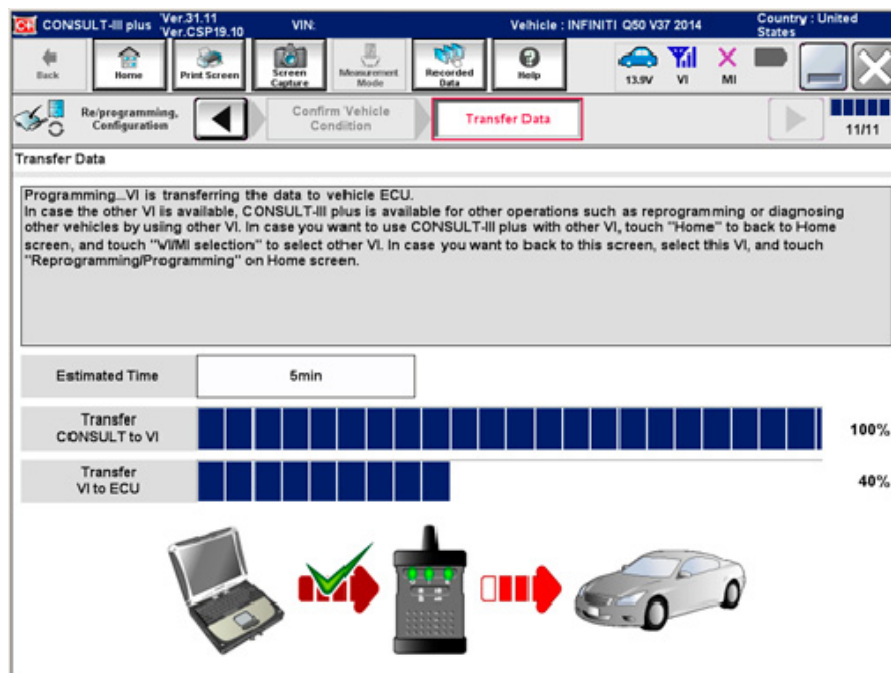 CONSULT-III plus Ver.31.11 VIN: Vehicle : INFINITI Q50 V37 2014 Country : United
Ver.CSP19.10 States
Back
Home
Print Screen
Screen
Capture
Measurement
Mode
Recorded
Data
Help
13.9V
VI
MI
Re/programming,
Configuration
Confirm Vehicle
Condition
Transfer Data
11/11
Transfer Data
Programming...VI is transferring the data to vehicle ECU.
In case the other VI is available, CONSULT-III plus is available for other operations such as reprogramming or diagnosing
other vehicles by using other VI. In case you want to use CONSULT-III plus with other VI, touch "Home" to back to Home
screen, and touch "VI/MI selection" to select other VI. In case you want to back to this screen, select this VI, and touch
"Reprogramming/Programming" on Home screen.
Estimated Time 5min
Transfer
CONSULT to VI
100%
Transfer
VI to ECU
40%